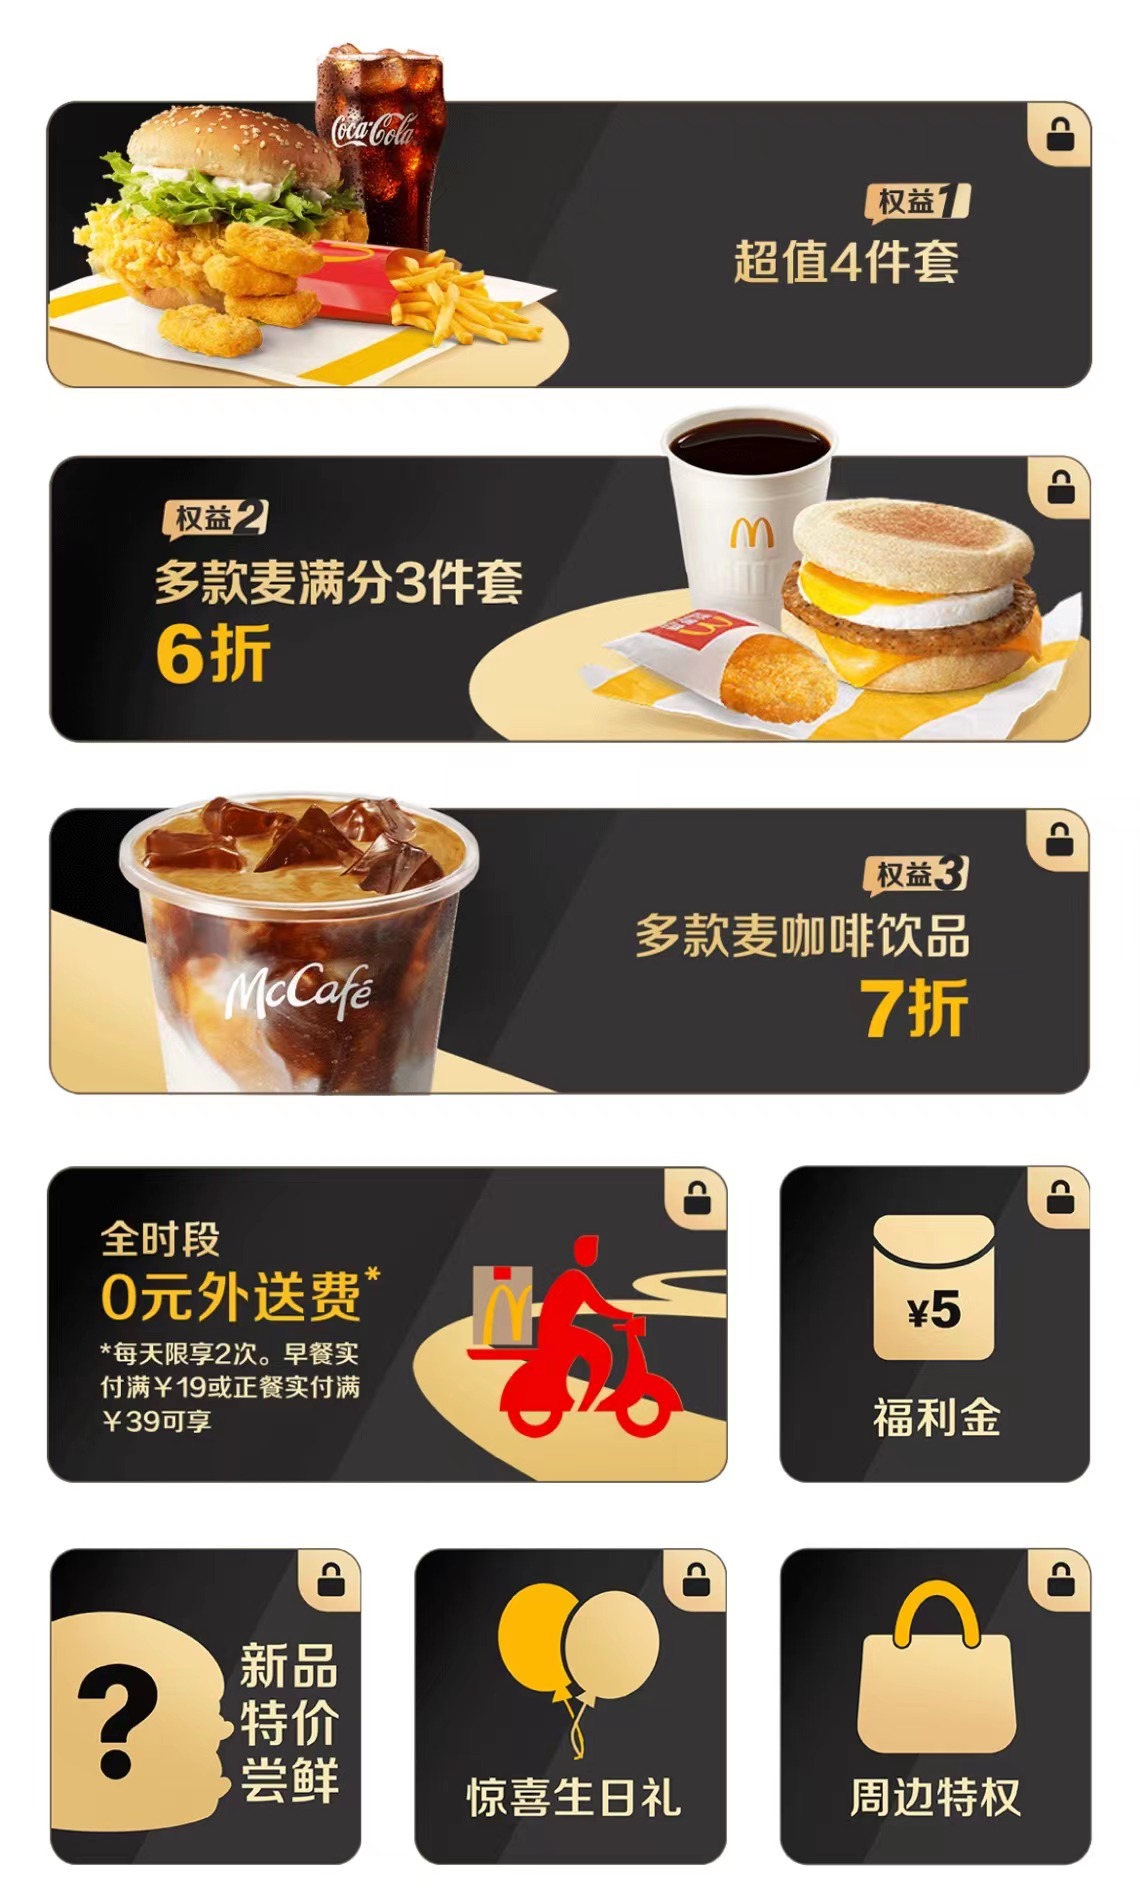 Coca-Cola
权益1
超值4件套
权益2
多款麦满分3件套
6折
McCafé
权益3
多款麦咖啡饮品
7折
全时段
0元外送费*
*每天限享2次。早餐实
付满￥19或正餐实付满
￥39可享
¥5
福利金
?
新品
特价
尝鲜
惊喜生日礼
周边特权